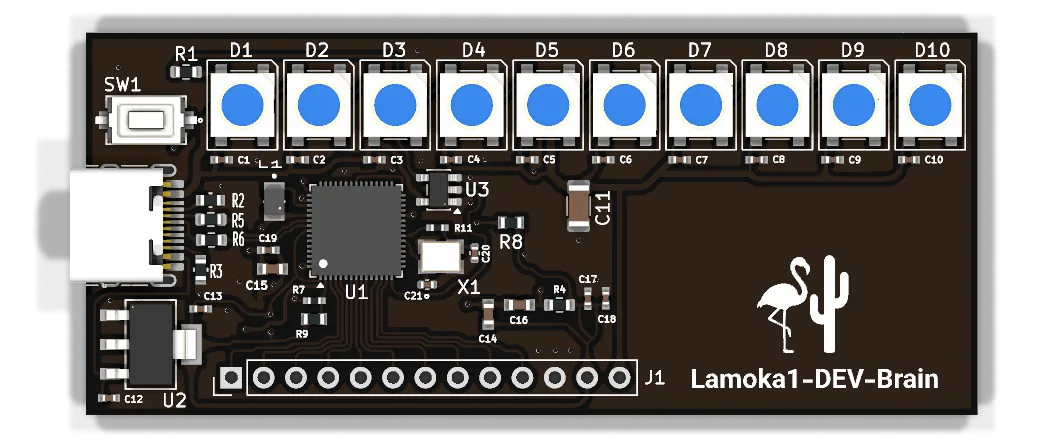 R1 D1 D2 D3 D4 D5 D6 D7 D8 D9 D10
SW1
C1 C2 C3 C4 C5 C6 C7 C8 C9 C10
L1
U3
R2
R5
R6
C11
R11
R8
C19
C20
R3
C15
X1
R7
U1
C21
C13
R4
C17
C16
C18
R9
C14
J1
Lamoka1-DEV-Brain
C12
U2